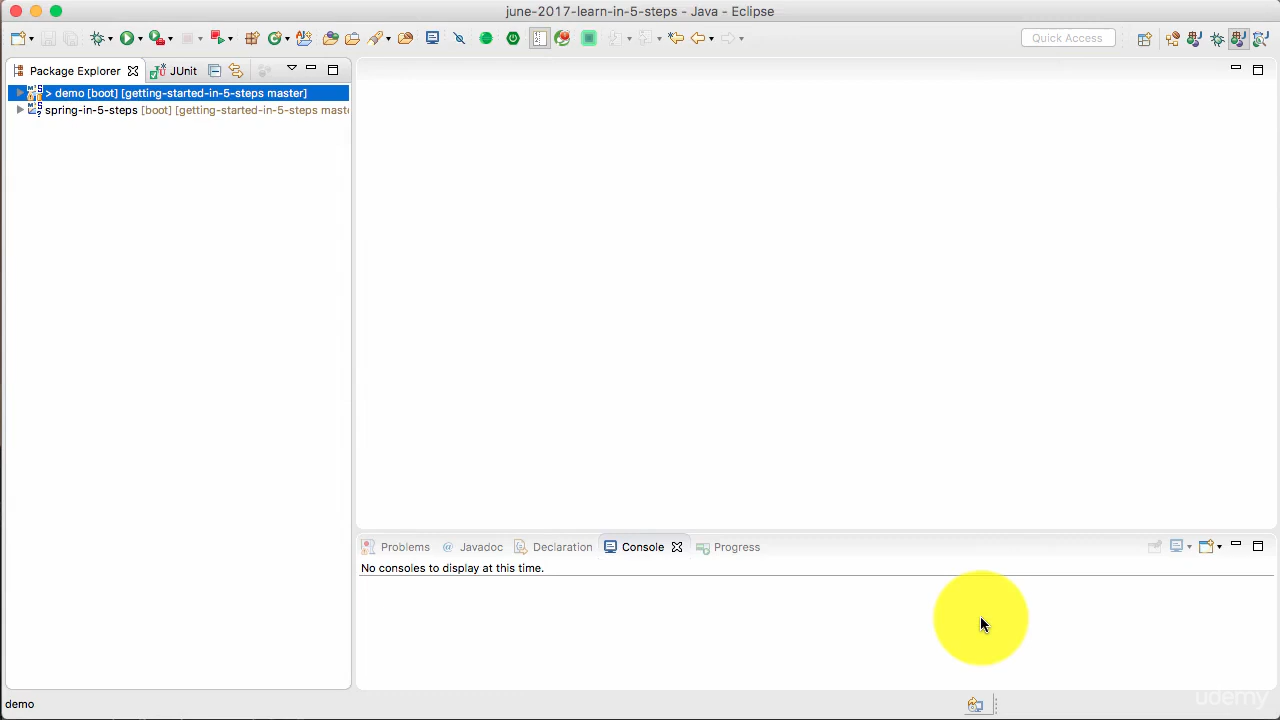 june-2017-learn-in-5-steps - Java - Eclipse
Quick Access
Package Explorer
JUnit
> demo [boot] [getting-started-in-5-steps master]
spring-in-5-steps [boot] [getting-started-in-5-steps maste
Problems
Javadoc
Declaration
Console
Progress
No consoles to display at this time.
demo
udemy